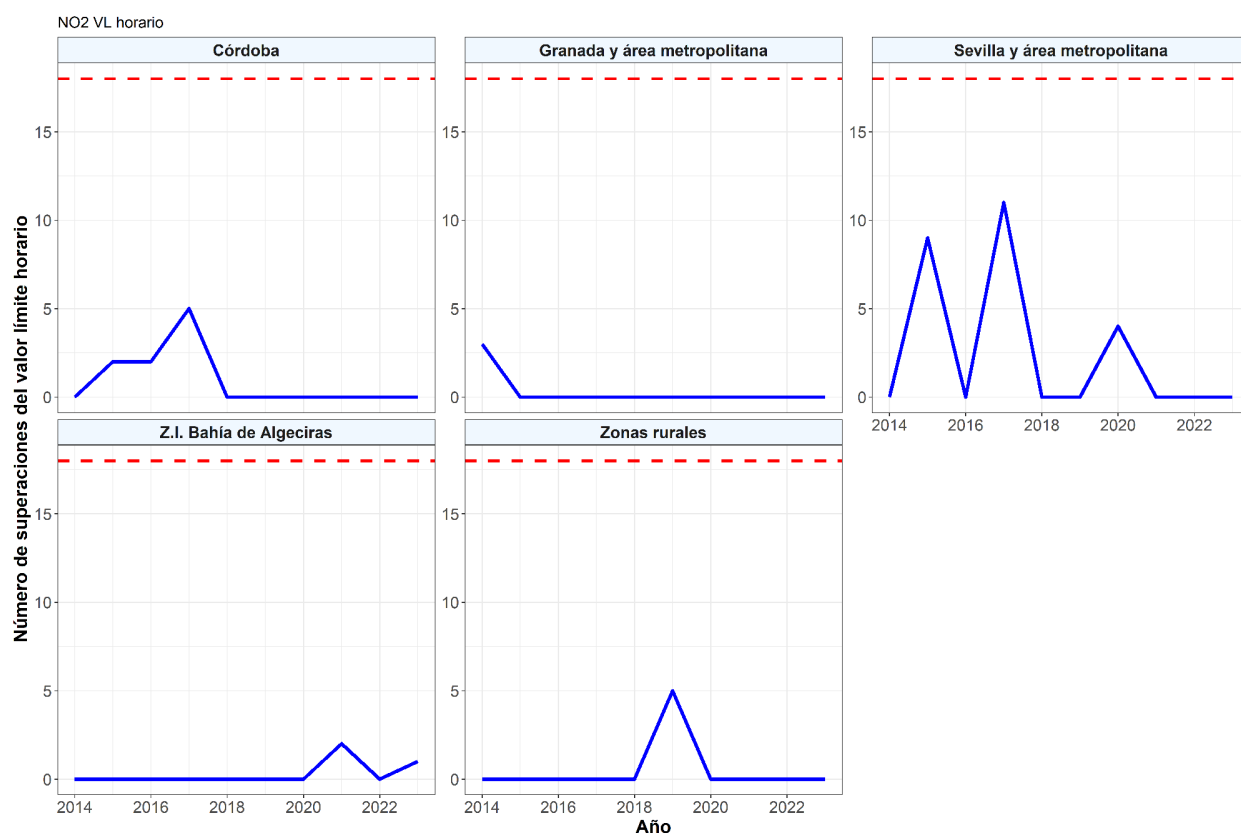 NO2 VL horario
Córdoba
Granada y área metropolitana
Sevilla y área metropolitana
15
10
5
0
15
10
5
0
15
10
5
0
2014 2016 2018 2020 2022
Z.I. Bahía de Algeciras
Zonas rurales
15
10
5
0
15
10
5
0
2014 2016 2018 2020 2022
2014 2016 2018 2020 2022
Número de superaciones del valor límite horario
Año